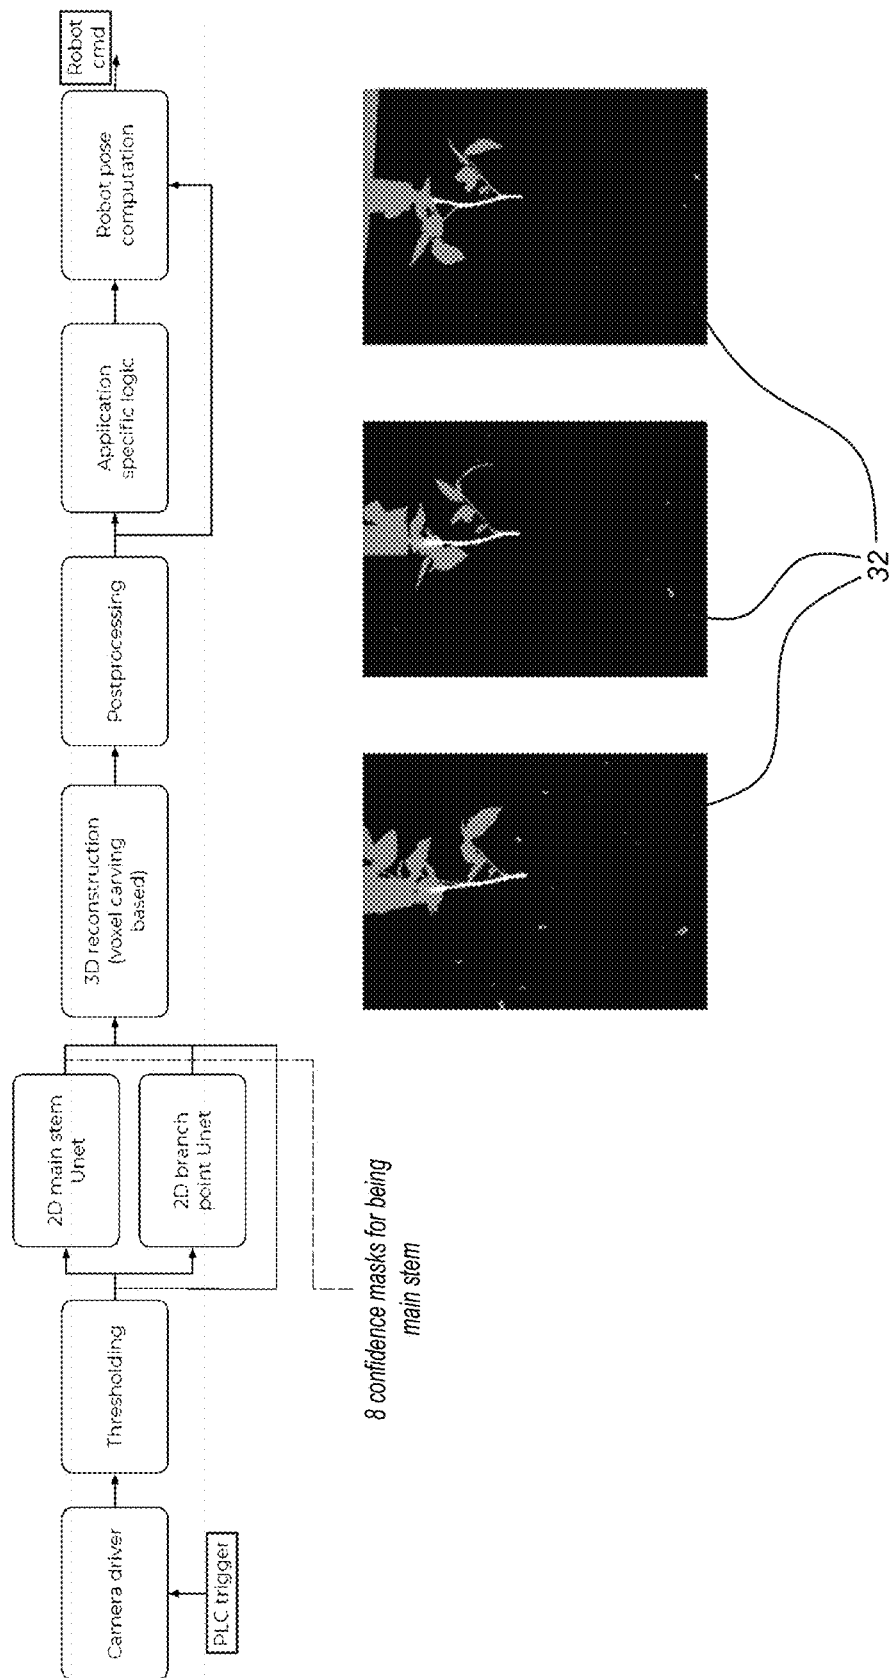 Camera driver
PLC trigger
Thresholding
2D main stem
Unet
2D branch
point Unet
3D reconstruction
(voxel carving
based)
Postprocessing
Application
specific logic
Robot pose
computation
Robot
cmd
8 confidence masks for being
main stem
32